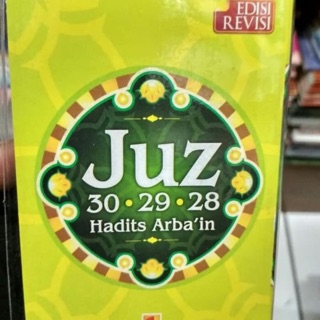 EDISI
REVISI
Juz
30 • 29 • 28
Hadits Arba'in